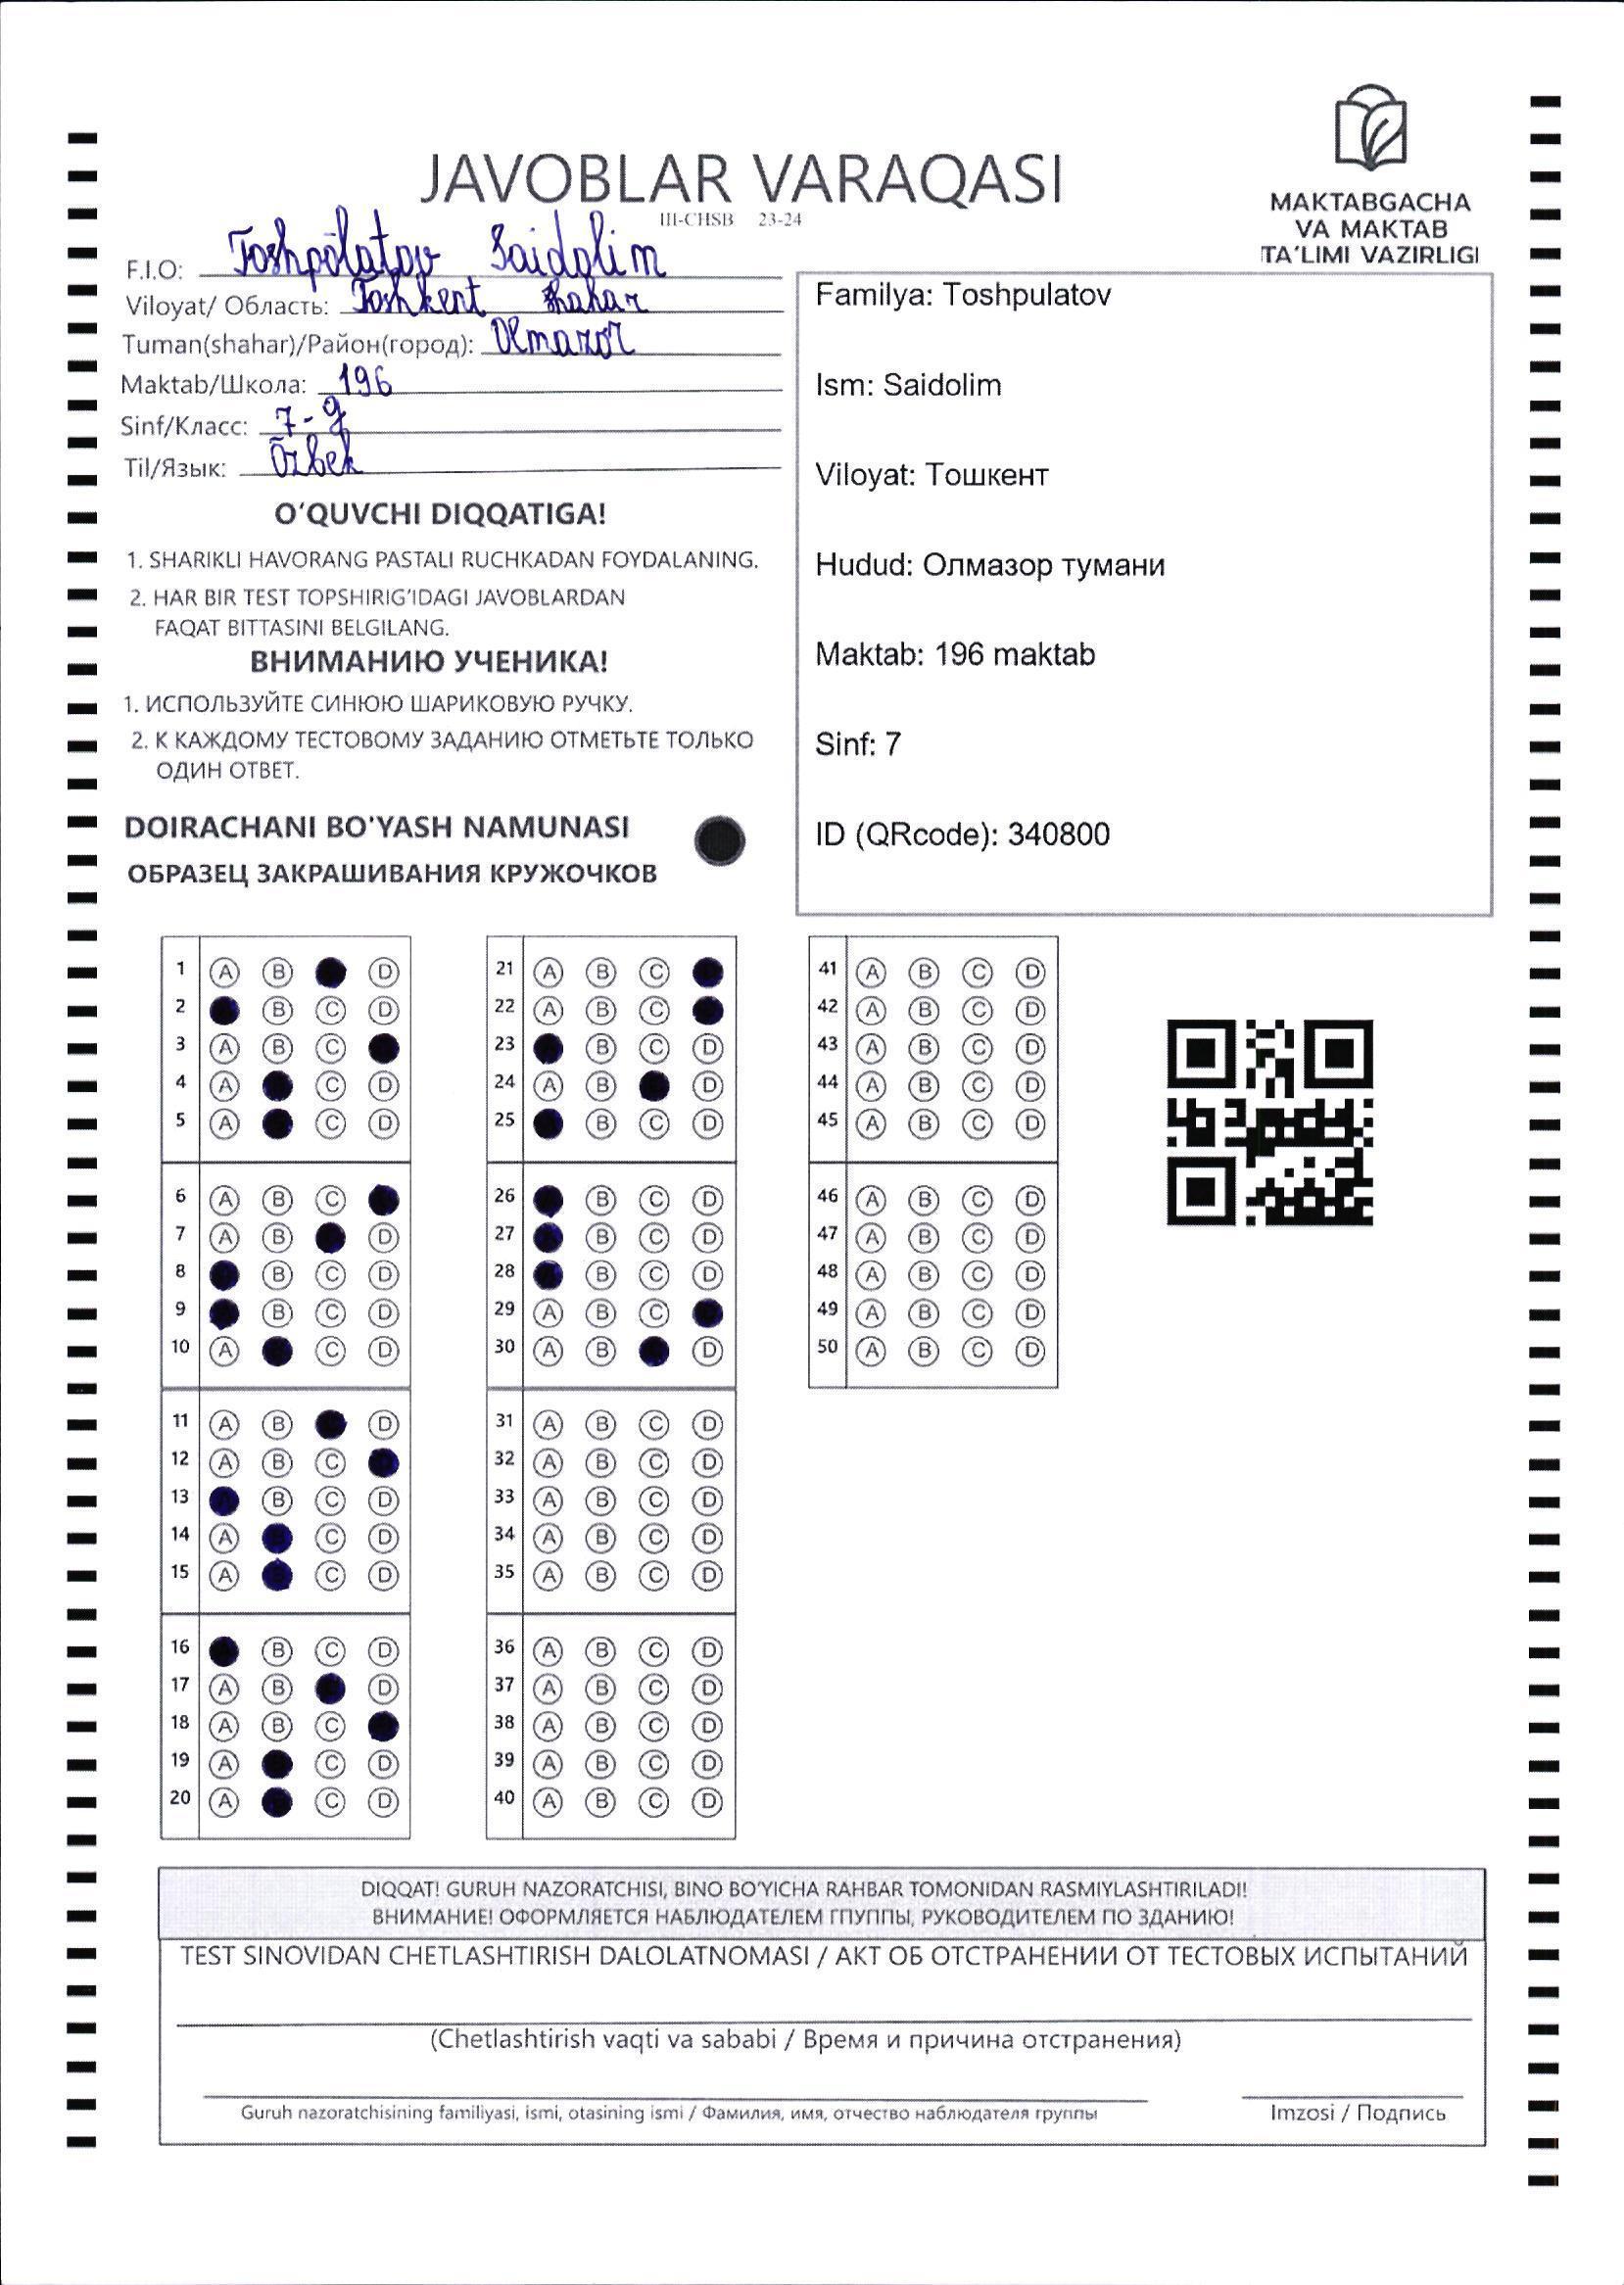 JAVOBLAR VARAQASI
III-CHSB 23-24
MAKTABGACHA
VA MAKTAB
TA'LIMI VAZIRLIGI
F.I.O: Toshpõlatov Saidolim
Viloyat/ Область: Toshkent shahar
Tuman(shahar)/Район(город): Olmazor
Maktab/Школа: 196
Sinf/Класс: 7-g
Til/Язык: Õzbek
O'QUVCHI DIQQATIGA!
1. SHARIKLI HAVORANG PASTALI RUCHKADAN FOYDALANING.
2. HAR BIR TEST TOPSHIRIG'IDAGI JAVOBLARDAN
FAQAT BITTASINI BELGILANG.
ВНИМАНИЮ УЧЕНИКА!
1. ИСПОЛЬЗУЙТЕ СИНЮЮ ШАРИКОВУЮ РУЧКУ.
2. К КАЖДОМУ ТЕСТОВОМУ ЗАДАНИЮ ОТМЕТЬТЕ ТОЛЬКО
ОДИН ОТВЕТ.
DOIRACHANI BO'YASH NAMUNASI
ОБРАЗЕЦ ЗАКРАШИВАНИЯ КРУЖОЧКОВ
Familya: Toshpulatov
Ism: Saidolim
Viloyat: Тошкент
Hudud: Олмазор тумани
Maktab: 196 maktab
Sinf: 7
ID (QRcode): 340800
1 A B D
2 B C D
3 A B C
4 A C D
5 A C D
6 A B C
7 A B D
8 B C D
9 B C D
10 A C D
11 A B D
12 A B C
13 B C D
14 A C D
15 A C D
16 B C D
17 A B D
18 A B C
19 A C D
20 A C D
21 A B C
22 A B C
23 B C D
24 A B D
25 B C D
26 B C D
27 B C D
28 B C D
29 A B C
30 A B D
31 A B C D
32 A B C D
33 A B C D
34 A B C D
35 A B C D
36 A B C D
37 A B C D
38 A B C D
39 A B C D
40 A B C D
41 A B C D
42 A B C D
43 A B C D
44 A B C D
45 A B C D
46 A B C D
47 A B C D
48 A B C D
49 A B C D
50 A B C D
DIQQAT! GURUH NAZORATCHISI, BINO BO'YICHA RAHBAR TOMONIDAN RASMIYLASHTIRILADI!
ВНИМАНИЕ! ОФОРМЛЯЕТСЯ НАБЛЮДАТЕЛЕМ ГПУППЫ, РУКОВОДИТЕЛЕМ ПО ЗДАНИЮ!
TEST SINOVIDAN CHETLASHTIRISH DALOLATNOMASI / АКТ ОБ ОТСТРАНЕНИИ ОТ ТЕСТОВЫХ ИСПЫТАНИЙ
(Chetlashtirish vaqti va sababi / Время и причина отстранения)
Guruh nazoratchisining familiyasi, ismi, otasining ismi / Фамилия, имя, отчество наблюдателя группы
Imzosi / Подпись